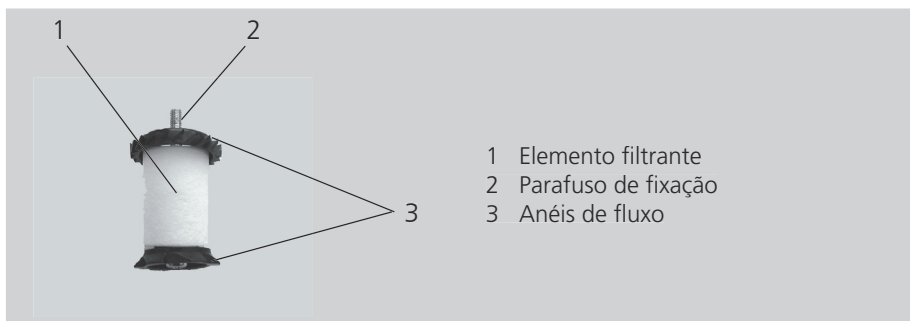 1 2
3
1 Elemento filtrante
2 Parafuso de fixação
3 Anéis de fluxo